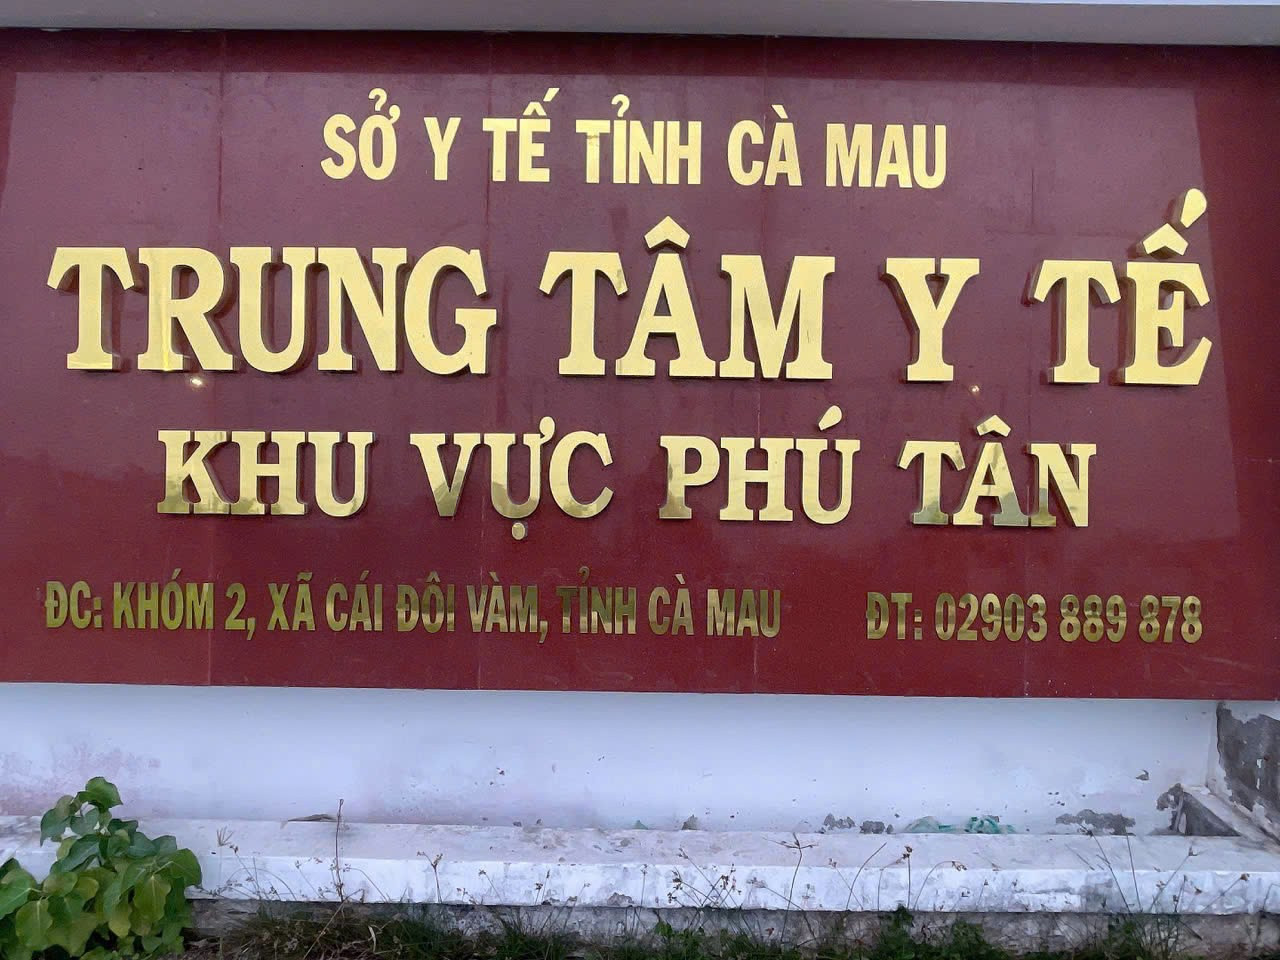 SỞ Y TẾ TỈNH CÀ MAU
TRUNG TÂM Y TẾ
KHU VỰC PHÚ TÂN
ĐC: KHÓM 2, XÃ CÁI ĐÔI VÀM, TỈNH CÀ MAU ĐT: 02903 889 878